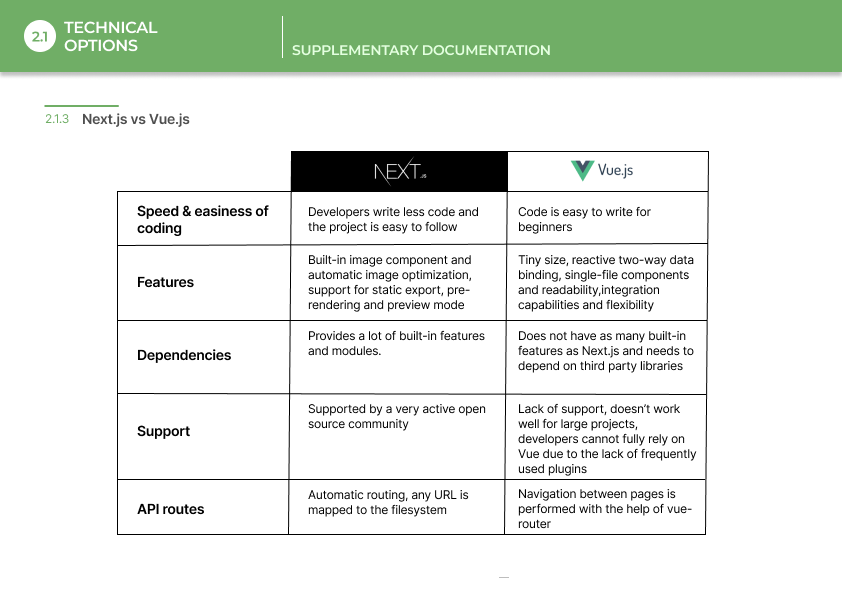 2.1
TECHNICAL
OPTIONS
SUPPLEMENTARY DOCUMENTATION
2.1.3 Next.js vs Vue.js
NEXT.JS
Vue.js
Speed & easiness of
coding
Developers write less code and
the project is easy to follow
Code is easy to write for
beginners
Features
Built-in image component and
automatic image optimization,
support for static export, pre-
rendering and preview mode
Tiny size, reactive two-way data
binding, single-file components
and readability,integration
capabilities and flexibility
Dependencies
Provides a lot of built-in features
and modules.
Does not have as many built-in
features as Next.js and needs to
depend on third party libraries
Support
Supported by a very active open
source community
Lack of support, doesn’t work
well for large projects,
developers cannot fully rely on
Vue due to the lack of frequently
used plugins
API routes
Automatic routing, any URL is
mapped to the filesystem
Navigation between pages is
performed with the help of vue-
router